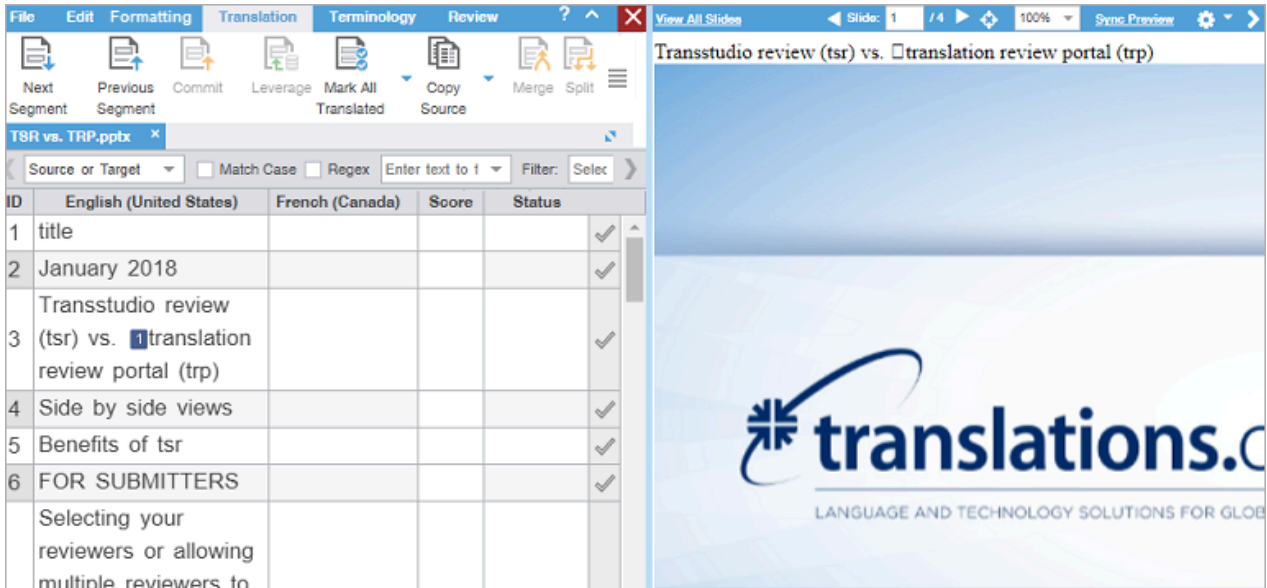 File Edit Formatting Translation Terminology Review ?
Next Segment
Previous Segment
Commit
Leverage
Mark All Translated
Copy Source
Merge
Split
TSR vs. TRP.pptx ×
Source or Target Match Case Regex Enter text to f Filter: Selec
ID English (United States) French (Canada) Score Status
1 title
2 January 2018
3 Transstudio review
(tsr) vs. 1translation
review portal (trp)
4 Side by side views
5 Benefits of tsr
6 FOR SUBMITTERS
Selecting your
reviewers or allowing
multiple reviewers to
View All Slides Slide: 1 /4 100% Sync Preview
Transstudio review (tsr) vs. □translation review portal (trp)
translations.c
LANGUAGE AND TECHNOLOGY SOLUTIONS FOR GLOB